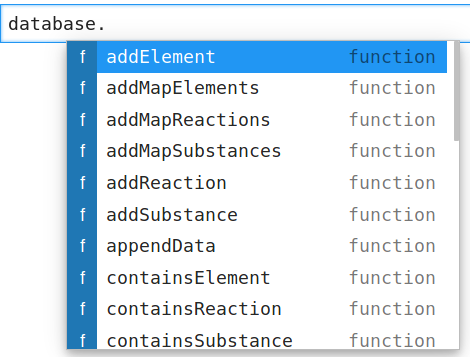 database.
f addElement function
f addMapElements function
f addMapReactions function
f addMapSubstances function
f addReaction function
f addSubstance function
f appendData function
f containsElement function
f containsReaction function
f containsSubstance function